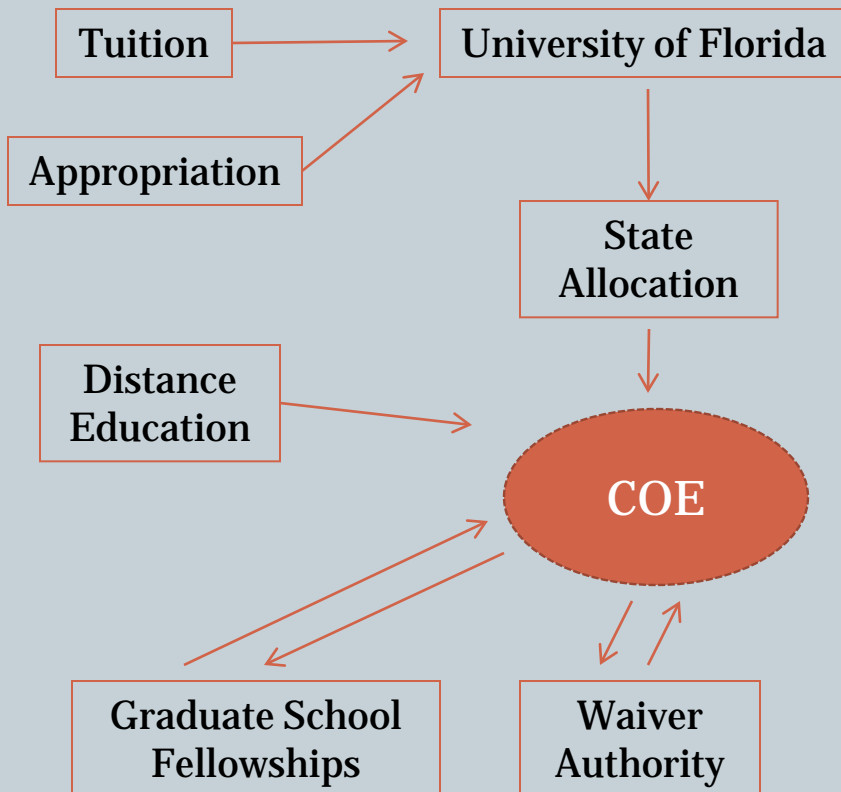 Tuition
University of Florida
Appropriation
State
Allocation
Distance
Education
COE
Graduate School
Fellowships
Waiver
Authority